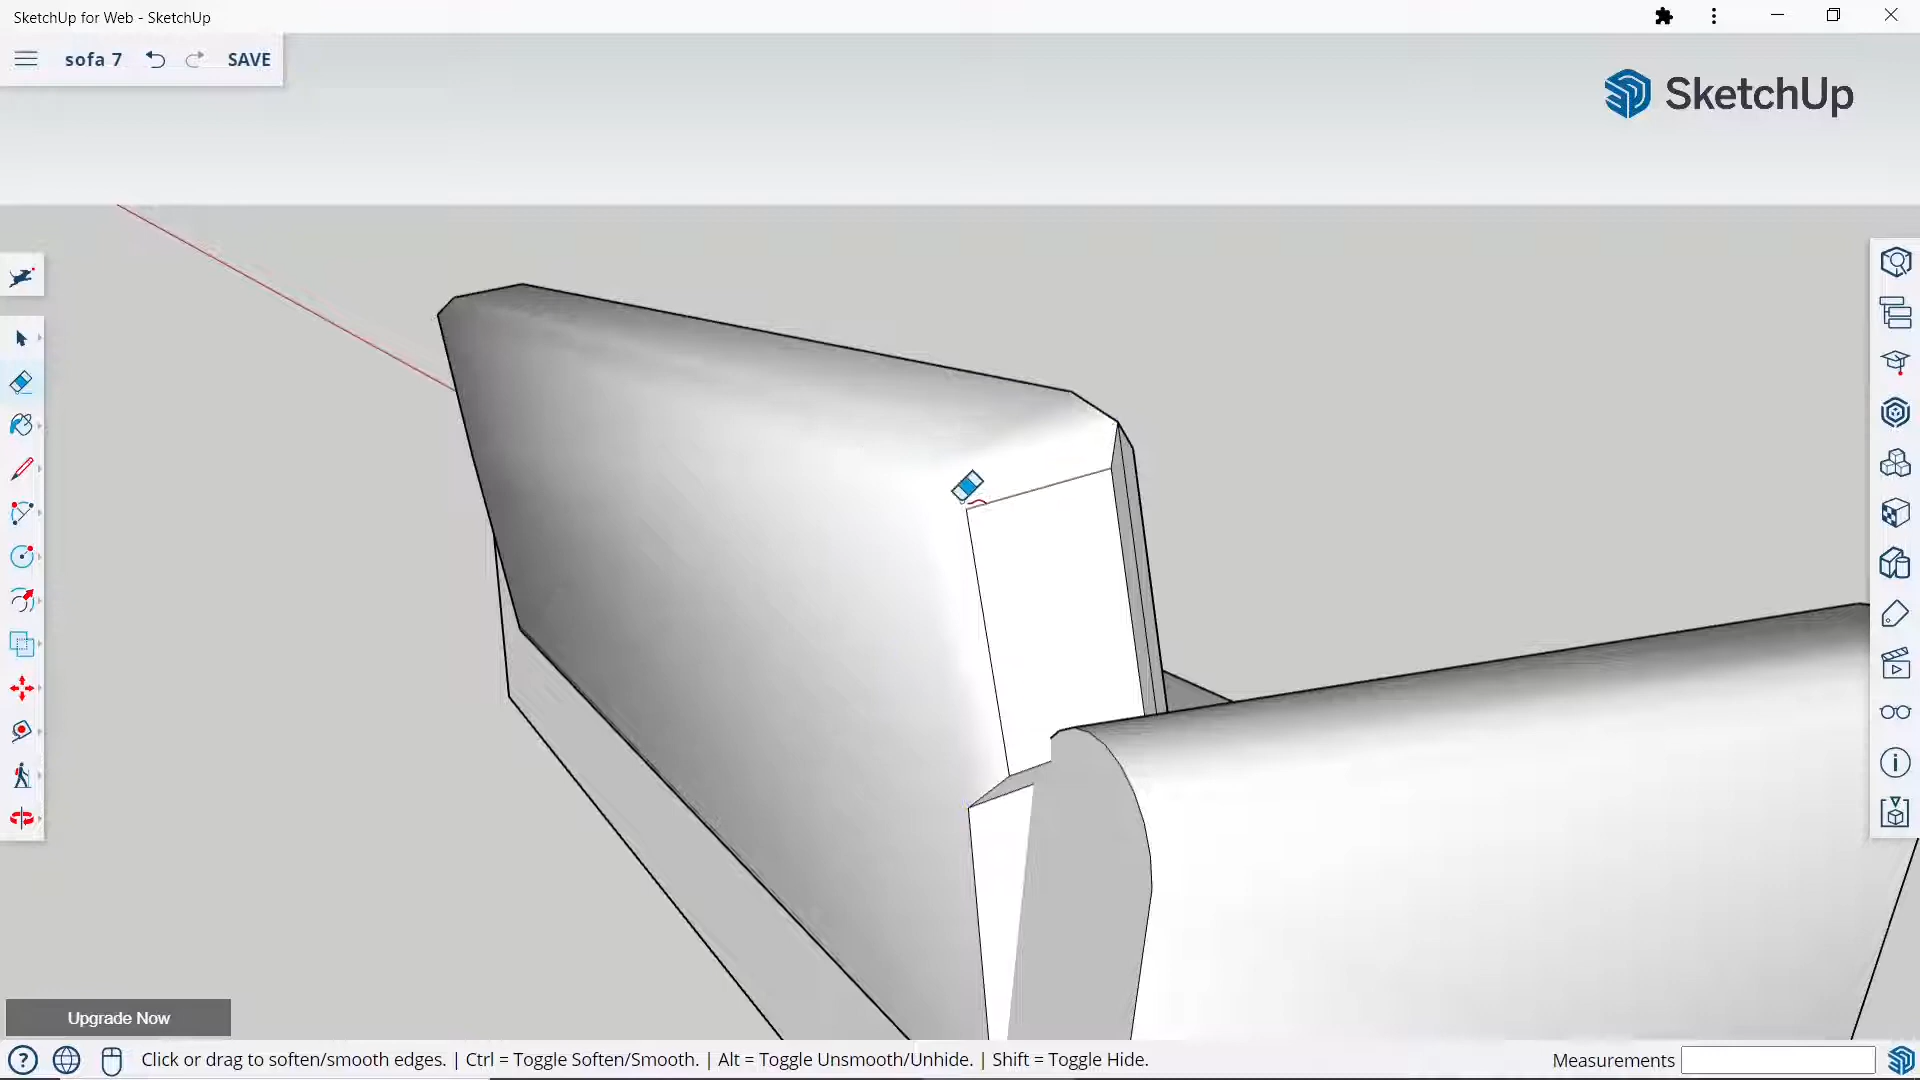 SketchUp for Web - SketchUp
sofa 7 SAVE
SketchUp
Upgrade Now
Click or drag to soften/smooth edges. | Ctrl = Toggle Soften/Smooth. | Alt = Toggle Unsmooth/Unhide. | Shift = Toggle Hide. Measurements